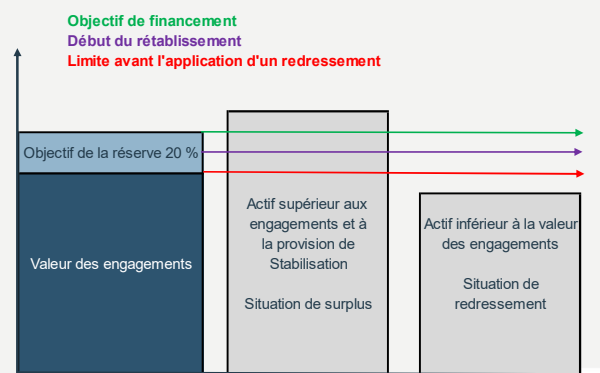 Objectif de financement
Début du rétablissement
Limite avant l'application d'un redressement
Objectif de la réserve 20 %
Valeur des engagements
Actif supérieur aux
engagements et à
la provision de
Stabilisation
Situation de surplus
Actif inférieur à la valeur
des engagements
Situation de
redressement